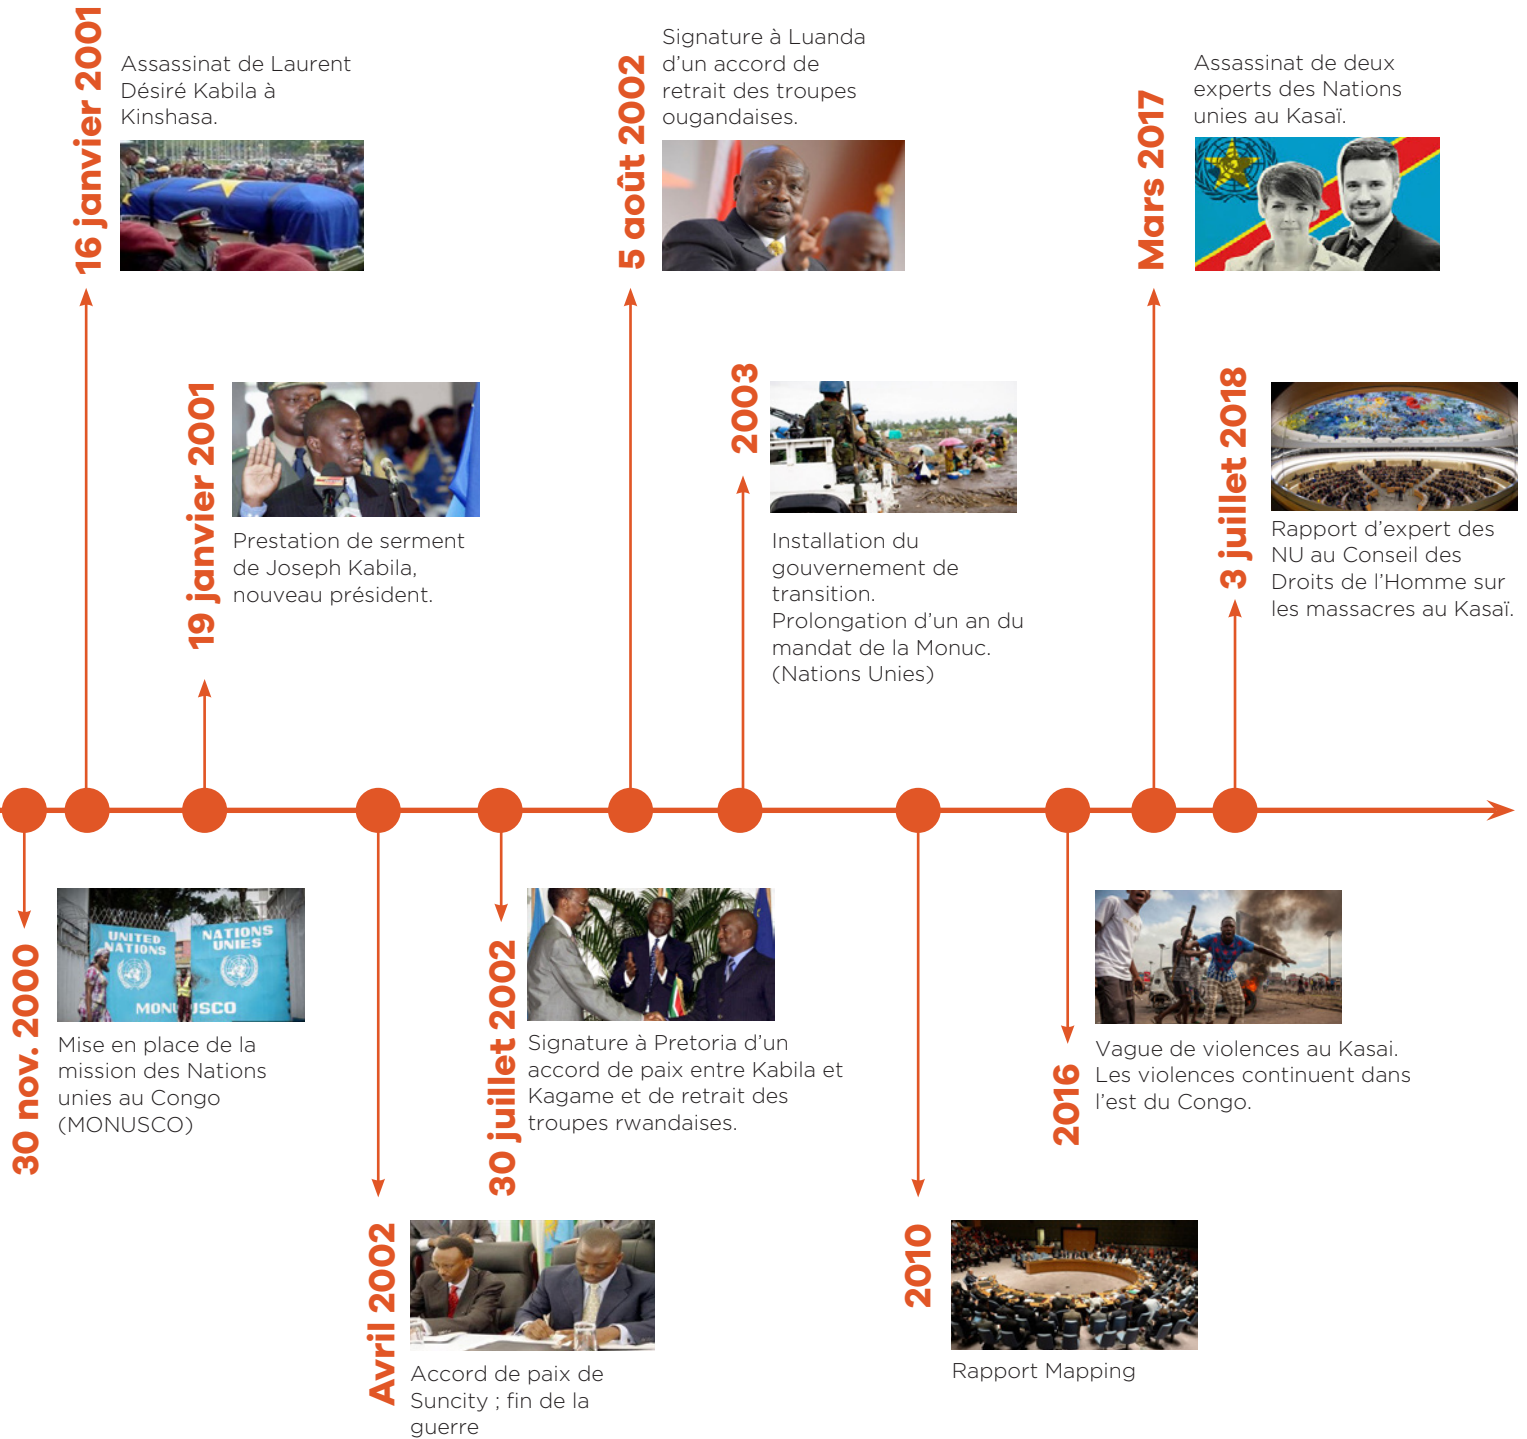 16 janvier 2001
Assassinat de Laurent
Désiré Kabila à
Kinshasa.
5 août 2002
Signature à Luanda
d’un accord de
retrait des troupes
ougandaises.
Mars 2017
Assassinat de deux
experts des Nations
unies au Kasaï.
19 janvier 2001
Prestation de serment
de Joseph Kabila,
nouveau président.
2003
Installation du
gouvernement de
transition.
Prolongation d’un an du
mandat de la Monuc.
(Nations Unies)
3 juillet 2018
Rapport d’expert des
NU au Conseil des
Droits de l’Homme sur
les massacres au Kasaï.
30 nov. 2000
UNITED
NATIONS
NATIONS
UNIES
MONUSCO
Mise en place de la
mission des Nations
unies au Congo
(MONUSCO)
30 juillet 2002
Signature à Pretoria d’un
accord de paix entre Kabila et
Kagame et de retrait des
troupes rwandaises.
2016
Vague de violences au Kasai.
Les violences continuent dans
l’est du Congo.
Avril 2002
Accord de paix de
Suncity ; fin de la
guerre
2010
Rapport Mapping